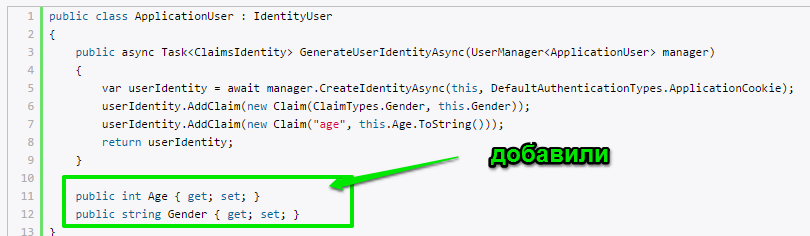 1 public class ApplicationUser : IdentityUser
2 {
3 public async Task<ClaimsIdentity> GenerateUserIdentityAsync(UserManager<ApplicationUser> manager)
4 {
5 var userIdentity = await manager.CreateIdentityAsync(this, DefaultAuthenticationTypes.ApplicationCookie);
6 userIdentity.AddClaim(new Claim(ClaimTypes.Gender, this.Gender));
7 userIdentity.AddClaim(new Claim("age", this.Age.ToString()));
8 return userIdentity;
9 }
добавили
10
11 public int Age { get; set; }
12 public string Gender { get; set; }
13 }